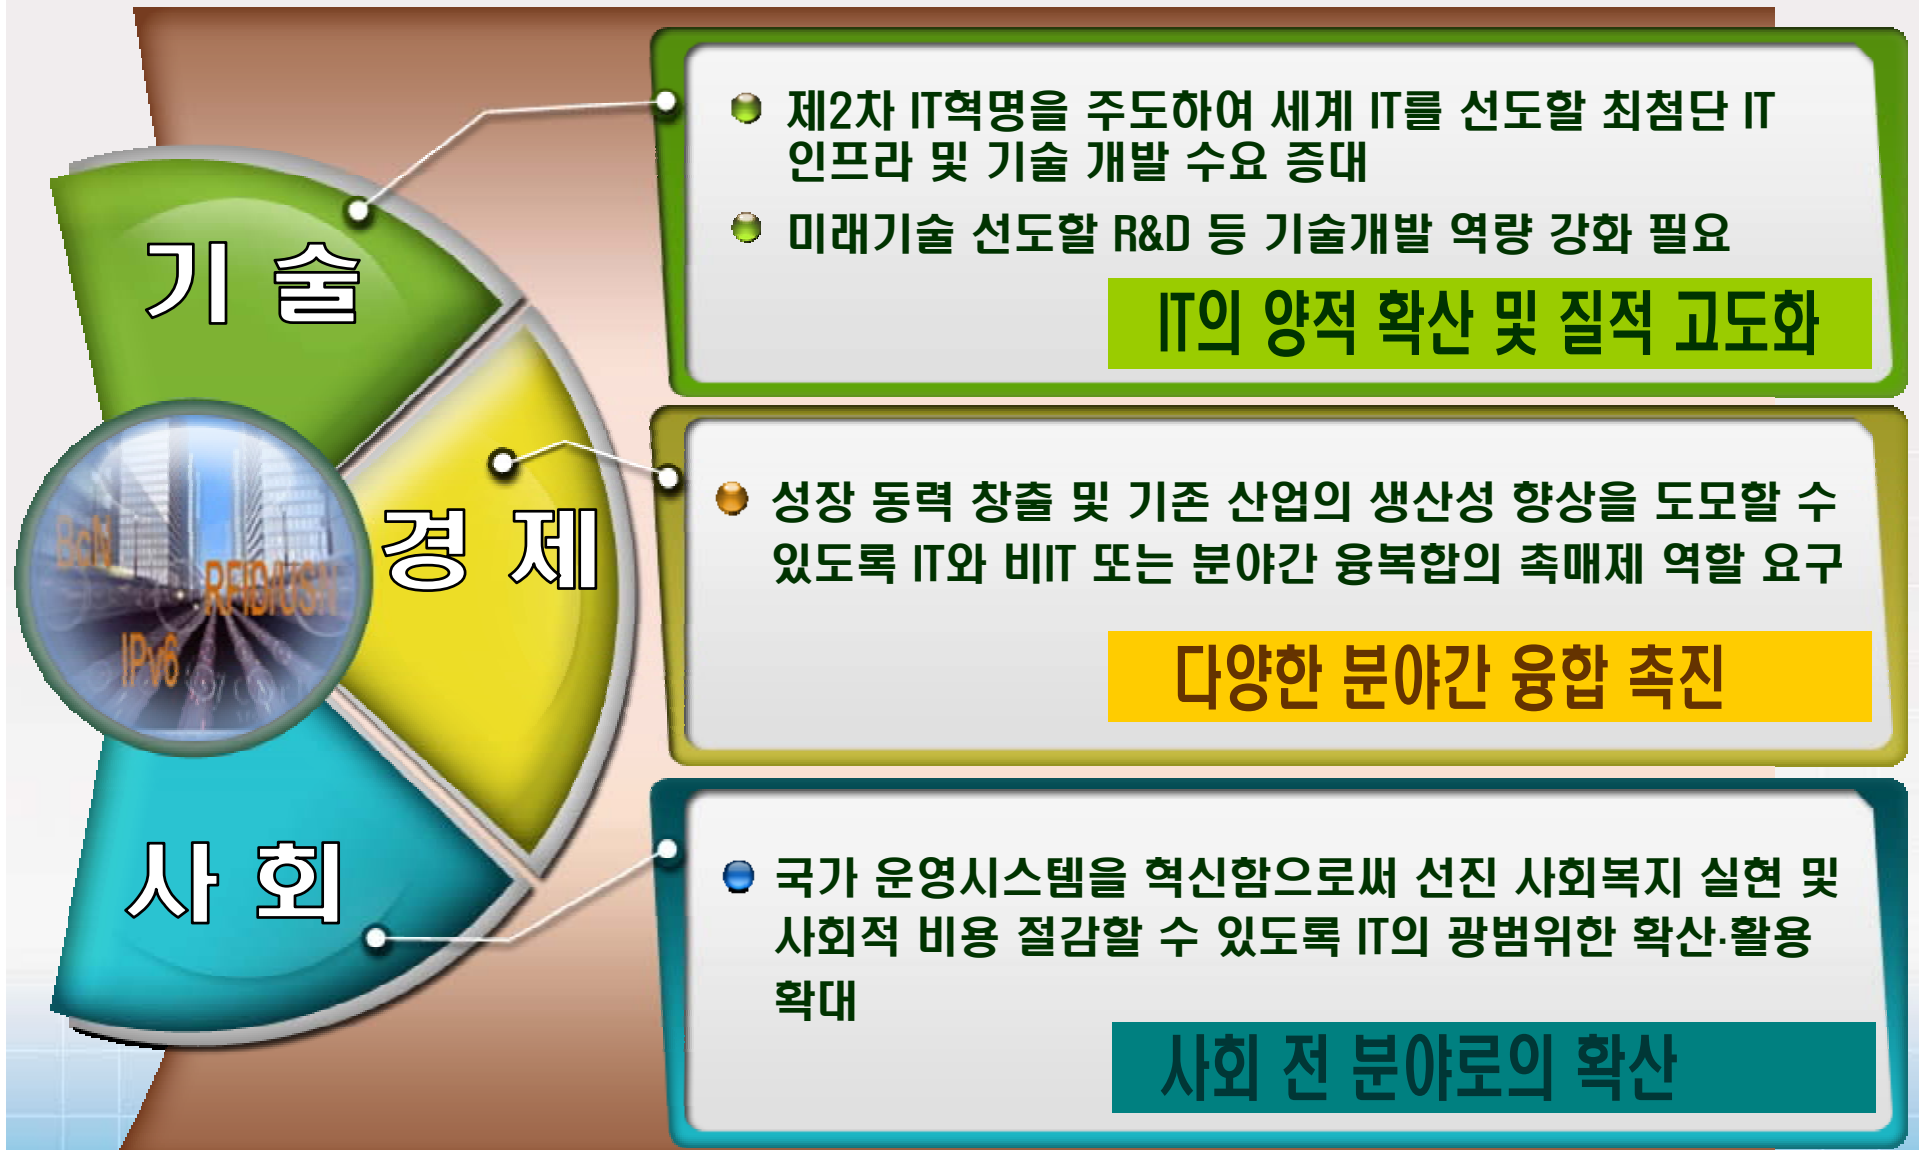 기 술
제2차 IT혁명을 주도하여 세계 IT를 선도할 최첨단 IT
인프라 및 기술 개발 수요 증대
미래기술 선도할 R&D 등 기술개발 역량 강화 필요
IT의 양적 확산 및 질적 고도화
경 제
성장 동력 창출 및 기존 산업의 생산성 향상을 도모할 수
있도록 IT와 비IT 또는 분야간 융복합의 촉매제 역할 요구
다양한 분야간 융합 촉진
BcN
RFID/USN
IPv6
사 회
국가 운영시스템을 혁신함으로써 선진 사회복지 실현 및
사회적 비용 절감할 수 있도록 IT의 광범위한 확산·활용
확대
사회 전 분야로의 확산